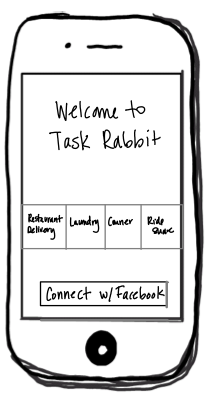 Welcome to
Task Rabbit
Restaurant
Delivery
Laundry
Courier
Ride
Share
Connect w/Facebook